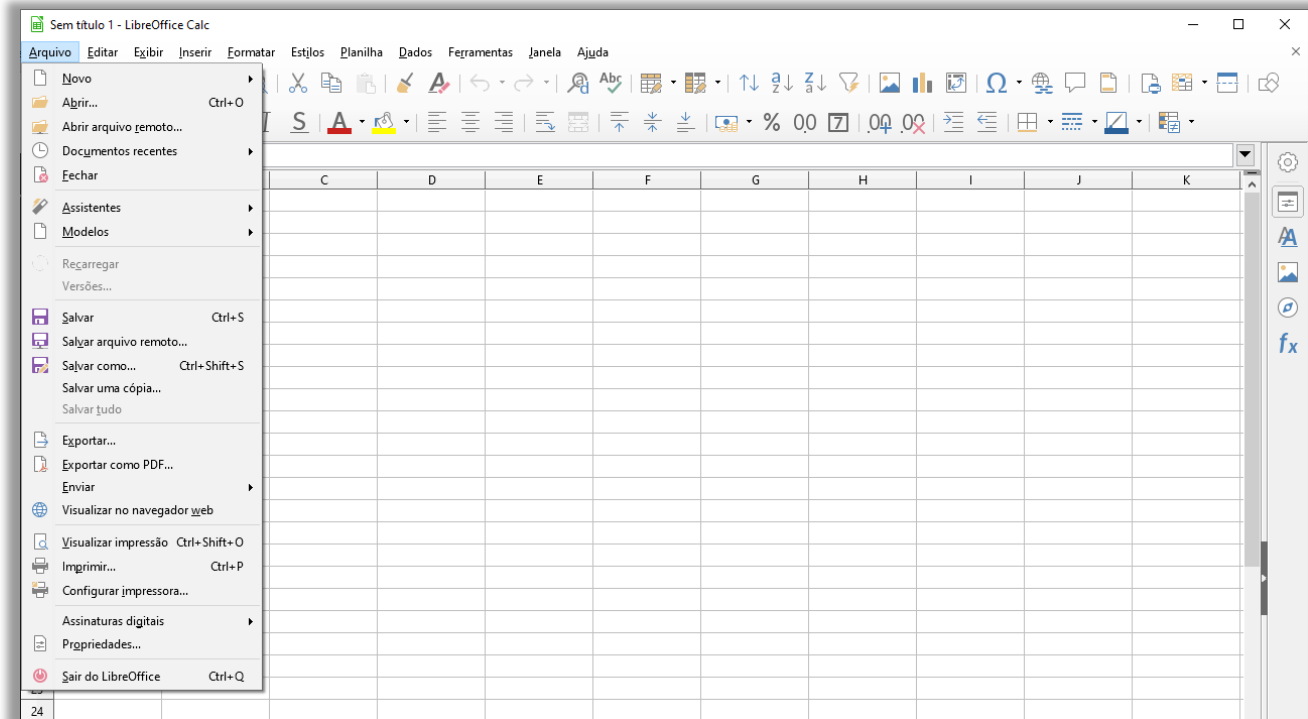 Sem título 1 - LibreOffice Calc
Arquivo Editar Exibir Inserir Formatar Estilos Planilha Dados Ferramentas Janela Ajuda
Novo
Abrir... Ctrl+O
Abrir arquivo remoto...
Documentos recentes
Fechar
Assistentes
Modelos
Recarregar
Versões...
Salvar Ctrl+S
Salvar arquivo remoto...
Salvar como... Ctrl+Shift+S
Salvar uma cópia...
Salvar tudo
Exportar...
Exportar como PDF...
Enviar
Visualizar no navegador web
Visualizar impressão Ctrl+Shift+O
Imprimir... Ctrl+P
Configurar impressora...
Assinaturas digitais
Propriedades...
Sair do LibreOffice Ctrl+Q
C D E F G H I J K
24